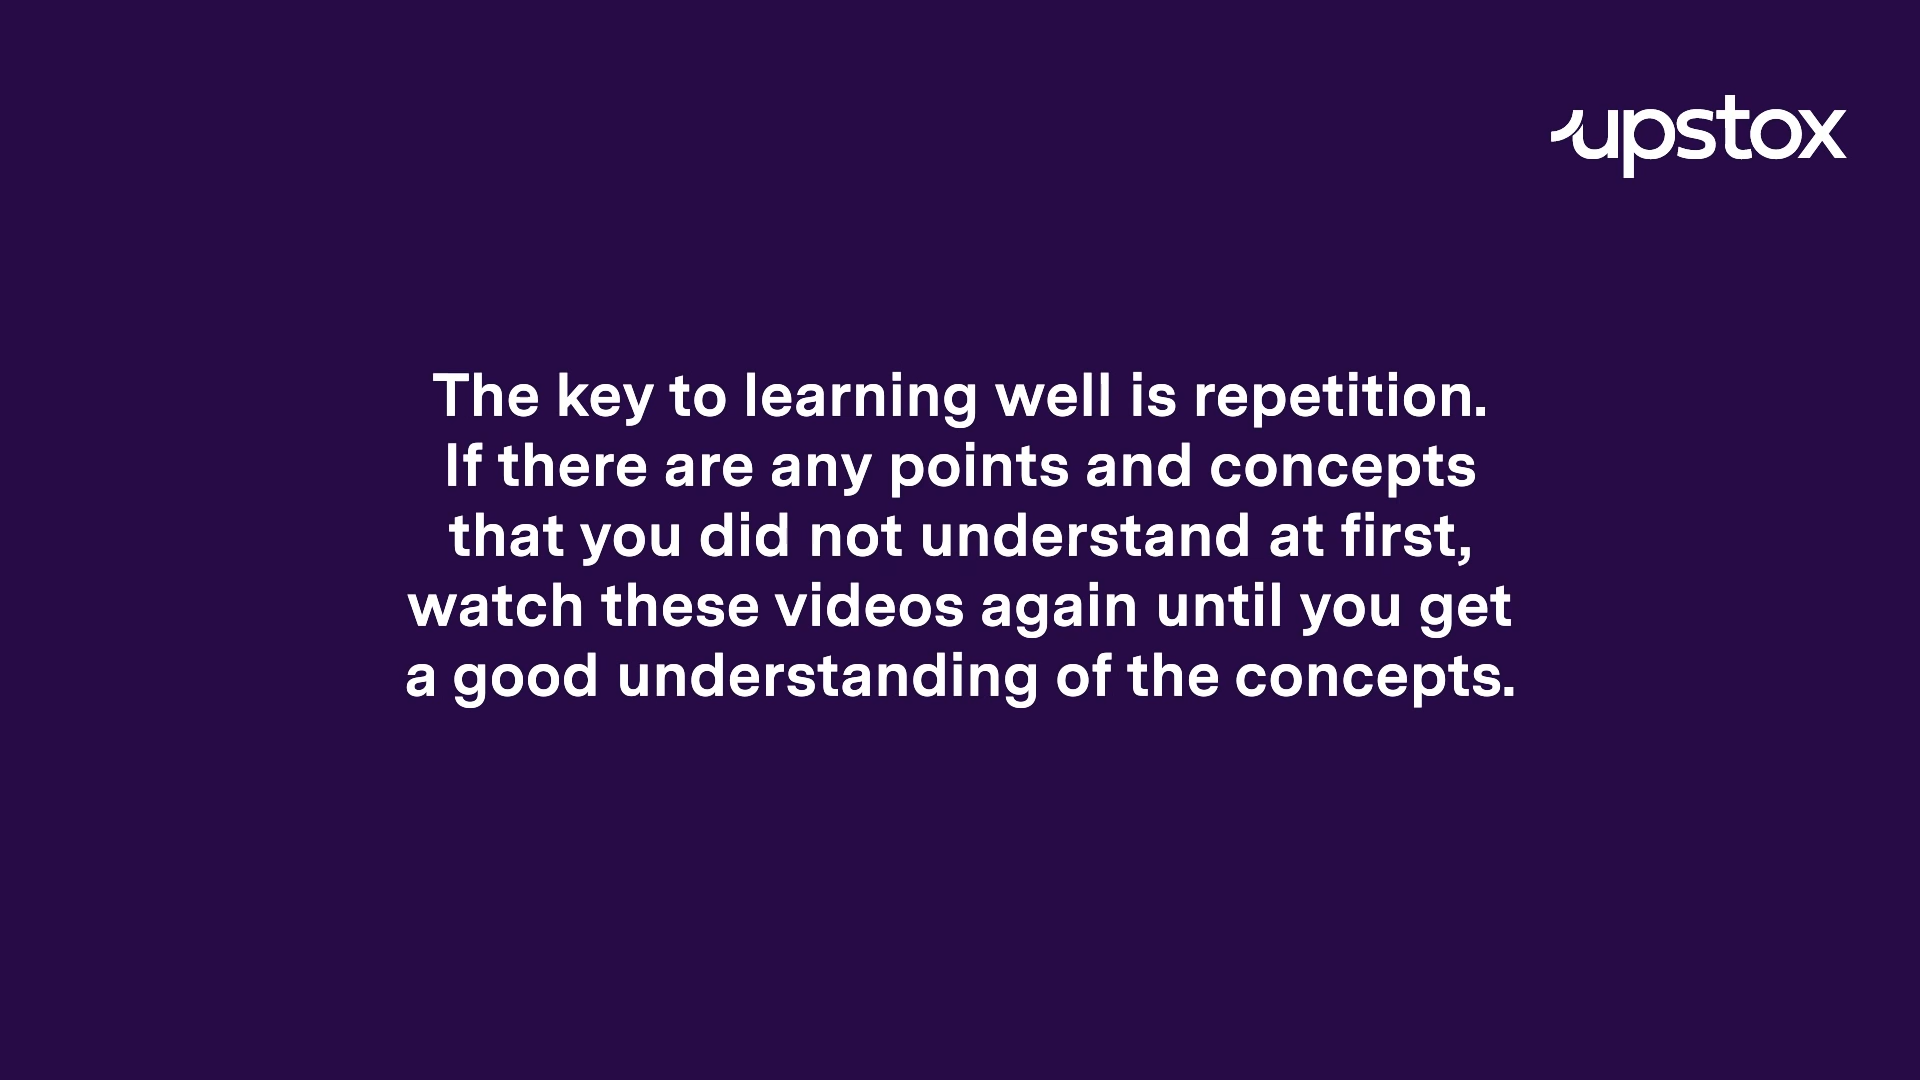 upstox
The key to learning well is repetition.
If there are any points and concepts
that you did not understand at first,
watch these videos again until you get
a good understanding of the concepts.